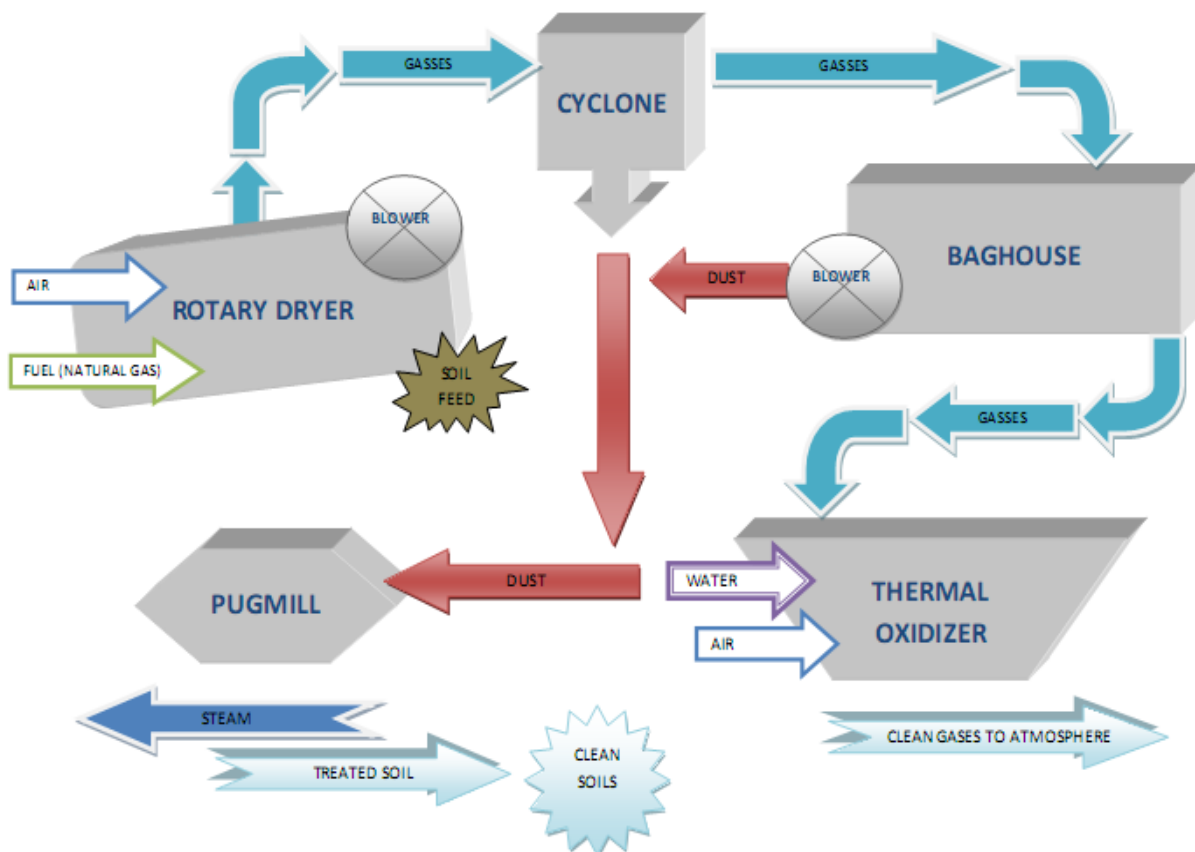 GASSES
CYCLONE
GASSES
BLOWER
AIR
ROTARY DRYER
FUEL (NATURAL GAS)
SOIL
FEED
DUST
BLOWER
BAGHOUSE
GASSES
PUGMILL
DUST
WATER
AIR
THERMAL
OXIDIZER
STEAM
TREATED SOIL
CLEAN
SOILS
CLEAN GASES TO ATMOSPHERE